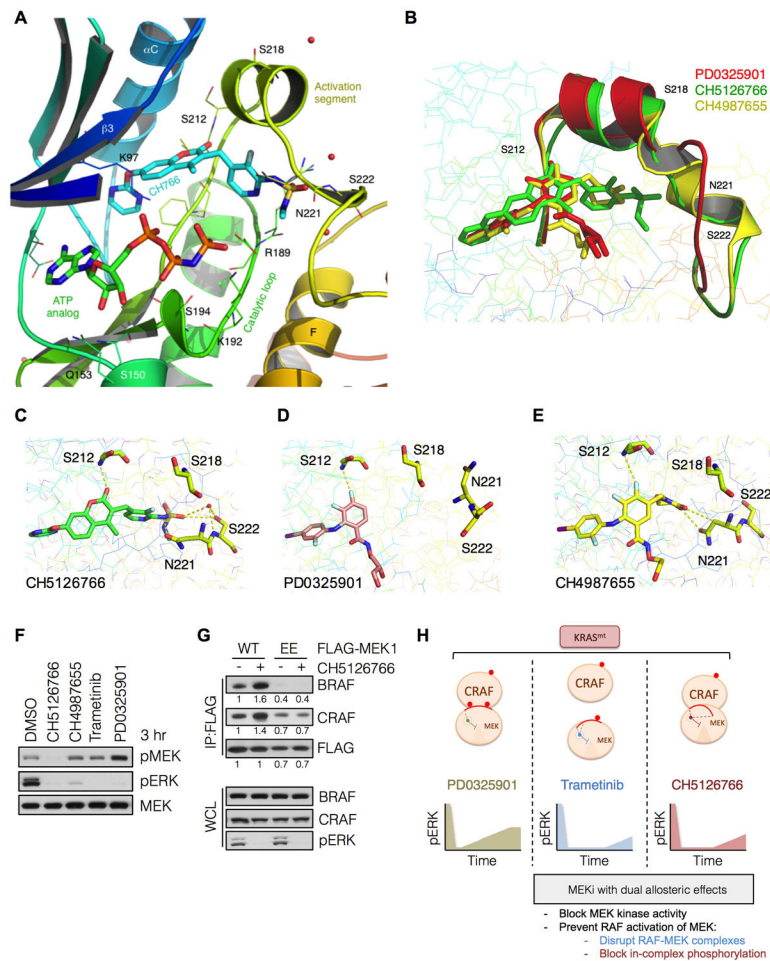 A
αC
S218
Activation
segment
S212
β3
K97
CH766
S222
N221
R189
ATP
analog
Catalytic loop
S194
K192
F
Q153
S150
B
PD0325901
CH5126766
CH4987655
S218
S212
N221
S222
C
S212
S218
S222
N221
CH5126766
D
S212
S218
N221
S222
PD0325901
E
S212
S218
S222
N221
CH4987655
F
DMSO
CH5126766
CH4987655
Trametinib
PD0325901
3 hr
pMEK
pERK
MEK
G
WT EE FLAG-MEK1
- + - + CH5126766
IP:FLAG
BRAF
1 1.6 0.4 0.4
CRAF
1 1.4 0.7 0.7
FLAG
1 1 0.7 0.7
WCL
BRAF
CRAF
pERK
H
KRASmt
CRAF
MEK
CRAF
MEK
CRAF
MEK
PD0325901 Trametinib CH5126766
pERK pERK pERK
Time Time Time
MEKi with dual allosteric effects
- Block MEK kinase activity
- Prevent RAF activation of MEK:
- Disrupt RAF-MEK complexes
- Block in-complex phosphorylation